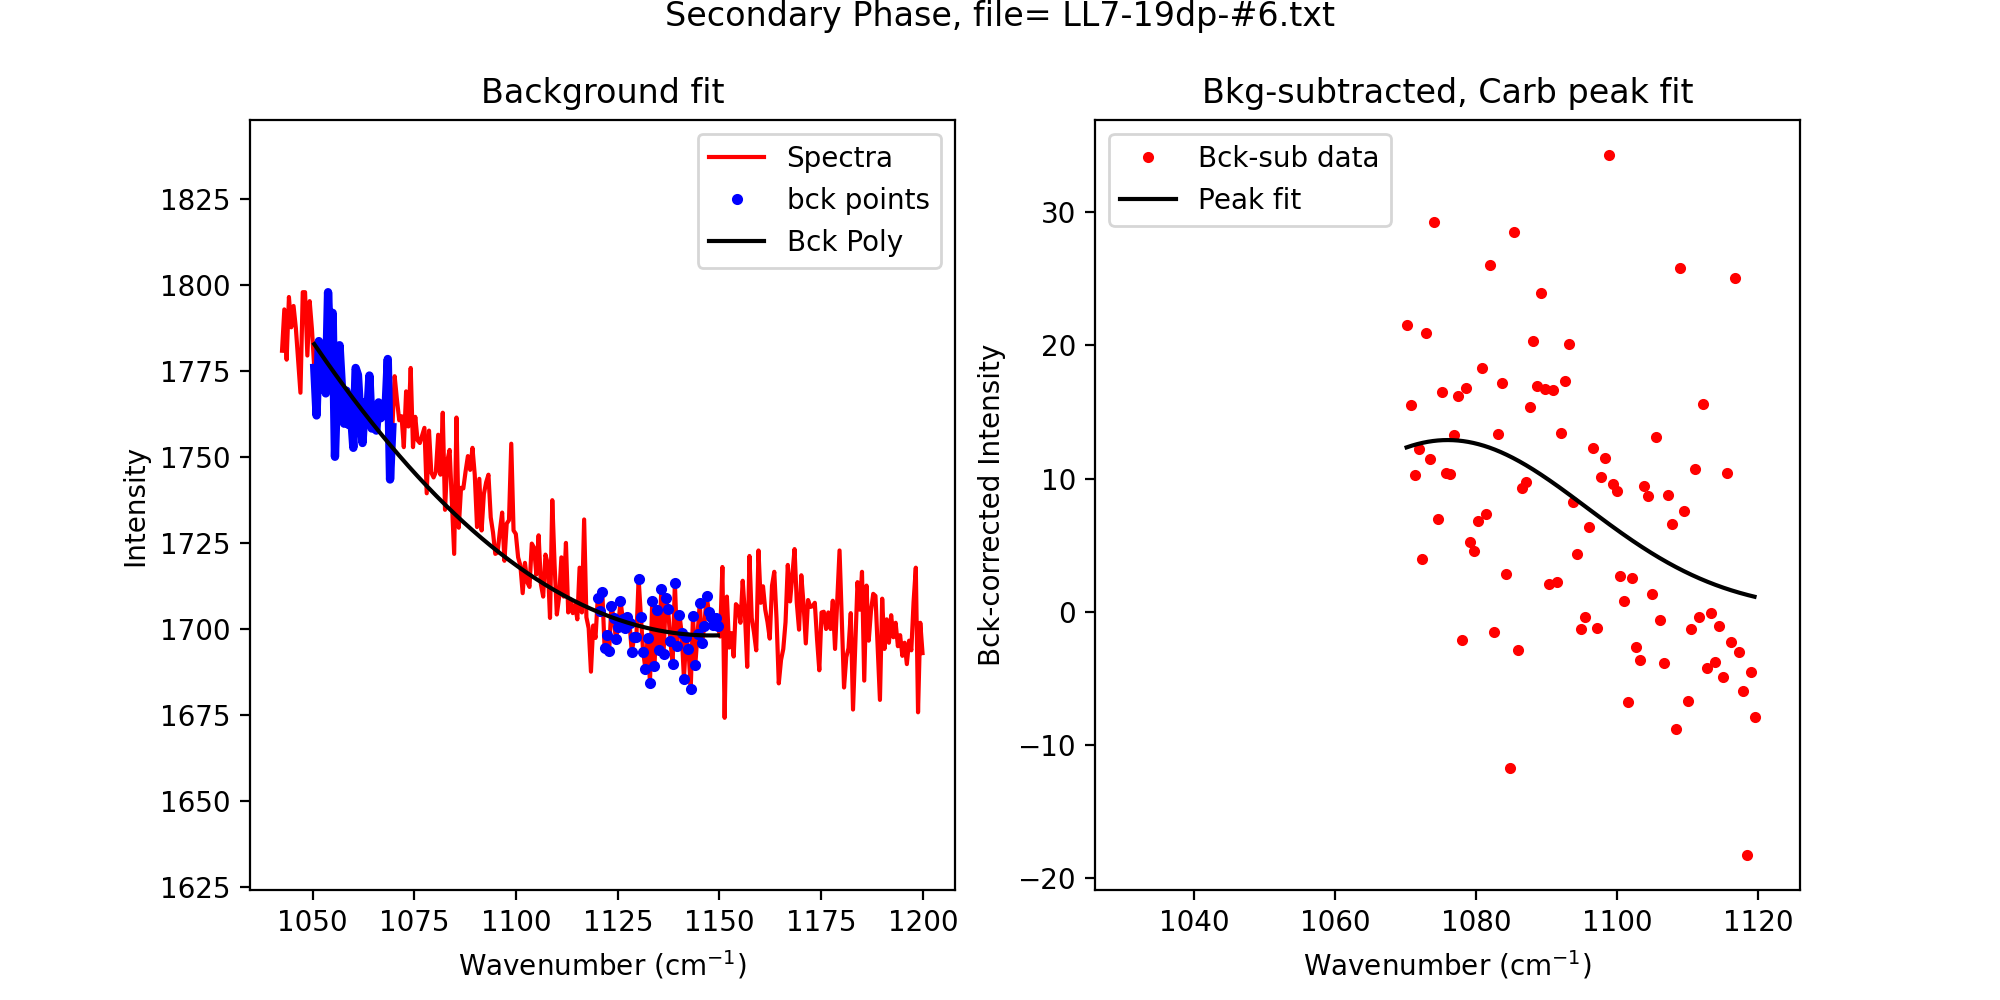 Secondary Phase, file= LL7-19dp-#6.txt
Background fit
Spectra
bck points
Bck Poly
1825
1800
1775
1750
1725
1700
1675
1650
1625
Intensity
1050 1075 1100 1125 1150 1175 1200
Wavenumber (cm⁻¹)
Bkg-subtracted, Carb peak fit
Bck-sub data
Peak fit
30
20
10
0
−10
−20
Bck-corrected Intensity
1040 1060 1080 1100 1120
Wavenumber (cm⁻¹)